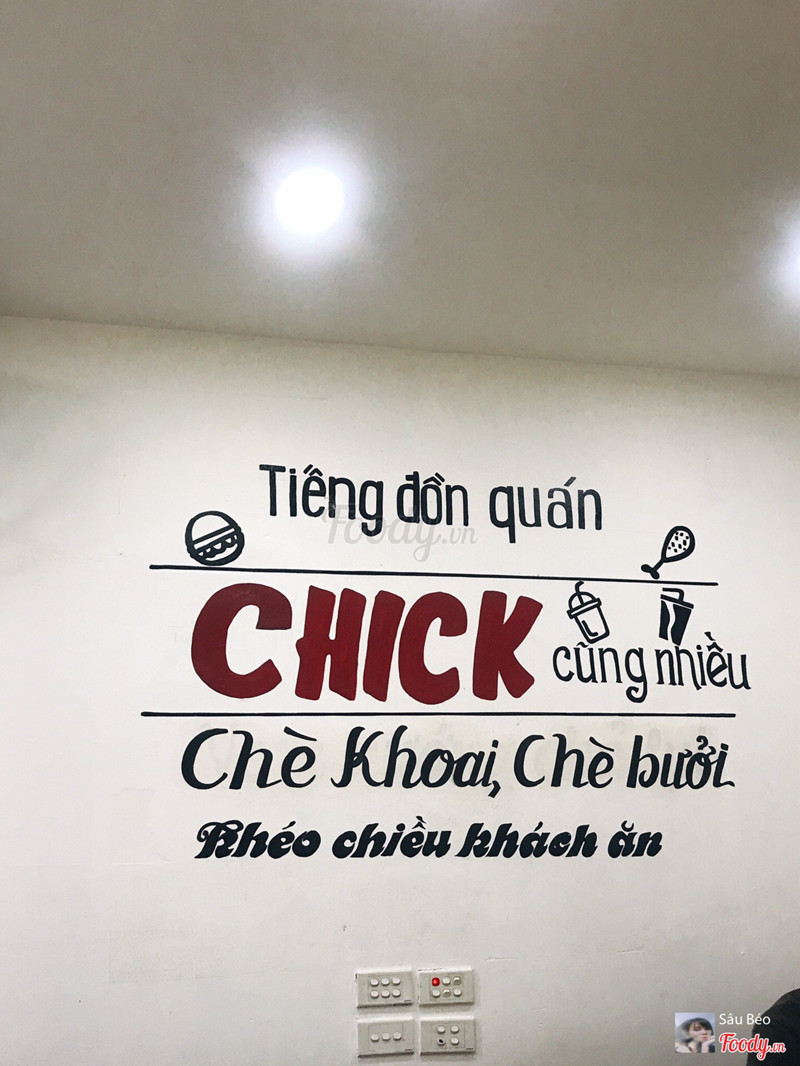 Tiếng đồn quán
Foody.vn
CHICK cũng nhiều
Chè Khoai, Chè bưởi
Khéo chiều khách ăn
Sâu Béo
Foody.vn